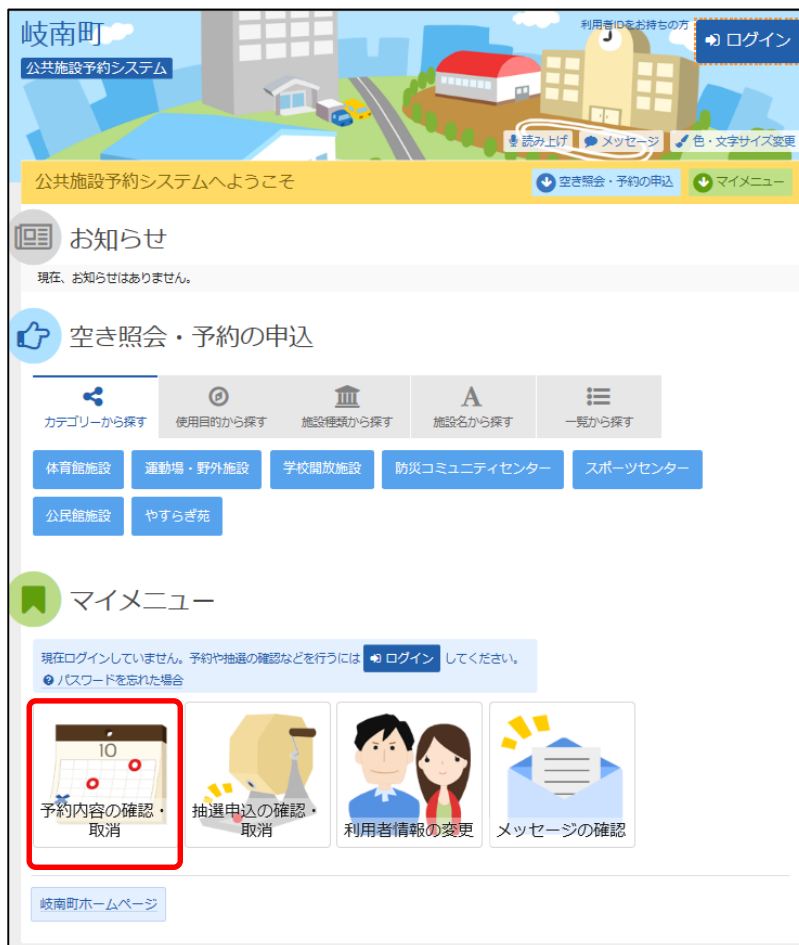 岐南町
公共施設予約システム
利用者IDをお持ちの方
ログイン
読み上げ メッセージ 色・文字サイズ変更
公共施設予約システムへようこそ
空き照会・予約の申込 マイメニュー
お知らせ
現在、お知らせはありません。
空き照会・予約の申込
カテゴリーから探す 使用目的から探す 施設種類から探す 施設名から探す 一覧から探す
体育館施設 運動場・野外施設 学校開放施設 防災コミュニティセンター スポーツセンター
公民館施設 やすらぎ苑
マイメニュー
現在ログインしていません。予約や抽選の確認などを行うには ログイン してください。
パスワードを忘れた場合
10
予約内容の確認・
取消
抽選申込の確認・
取消
利用者情報の変更
メッセージの確認
岐南町ホームページ